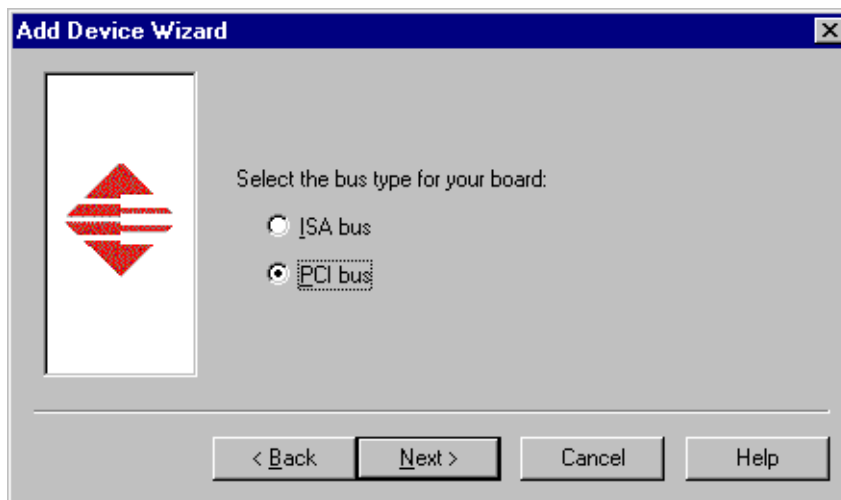 Add Device Wizard
Select the bus type for your board:
ISA bus
PCI bus
< Back Next > Cancel Help